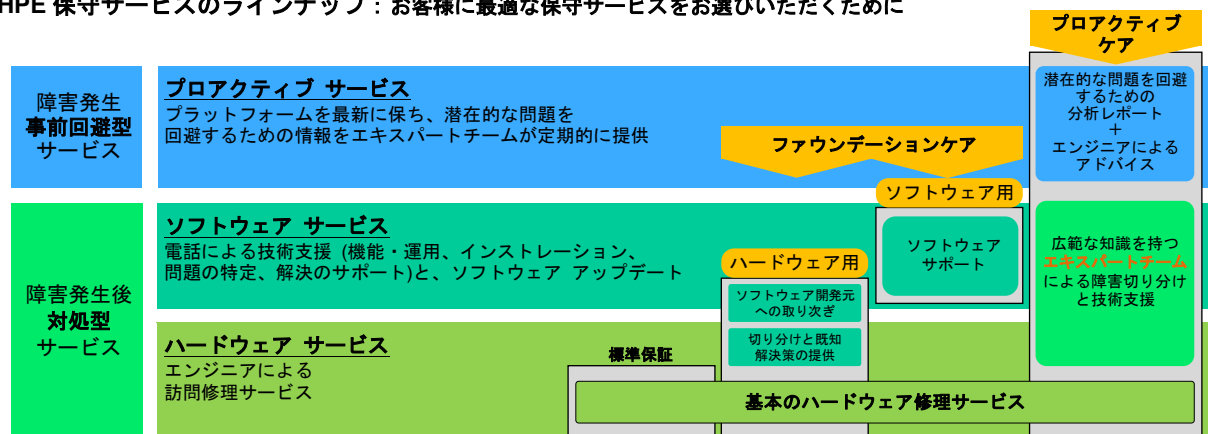 HPE 保守サービスのラインナップ：お客様に最適な保守サービスをお選びいただくために
プロアクティブ
ケア
障害発生
事前回避型
サービス
プロアクティブ サービス
プラットフォームを最新に保ち、潜在的な問題を
回避するための情報をエキスパートチームが定期的に提供
潜在的な問題を回避
するための
分析レポート
＋
エンジニアによる
アドバイス
ファウンデーションケア
ソフトウェア用
障害発生後
対処型
サービス
ソフトウェア サービス
電話による技術支援 (機能・運用、インストレーション、
問題の特定、解決のサポート)と、ソフトウェア アップデート
ハードウェア用
ソフトウェア開発元
への取り次ぎ
切り分けと既知
解決策の提供
ソフトウェア
サポート
広範な知識を持つ
エキスパートチーム
による障害切り分け
と技術支援
ハードウェア サービス
エンジニアによる
訪問修理サービス
標準保証
基本のハードウェア修理サービス